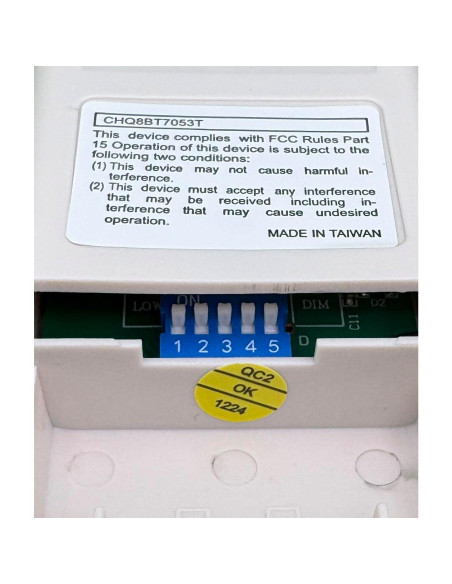 CHQ8BT7053T
This device complies with FCC Rules Part
15 Operation of this device is subject to the
following two conditions:
(1) This device may not cause harmful in-
terference.
(2) This device must accept any interference
that may be received including in-
terference that may cause undesired
operation.
MADE IN TAIWAN
ON
LOW
DIM
D2
C11
1 2 3 4 5
D
QC2
OK
1224